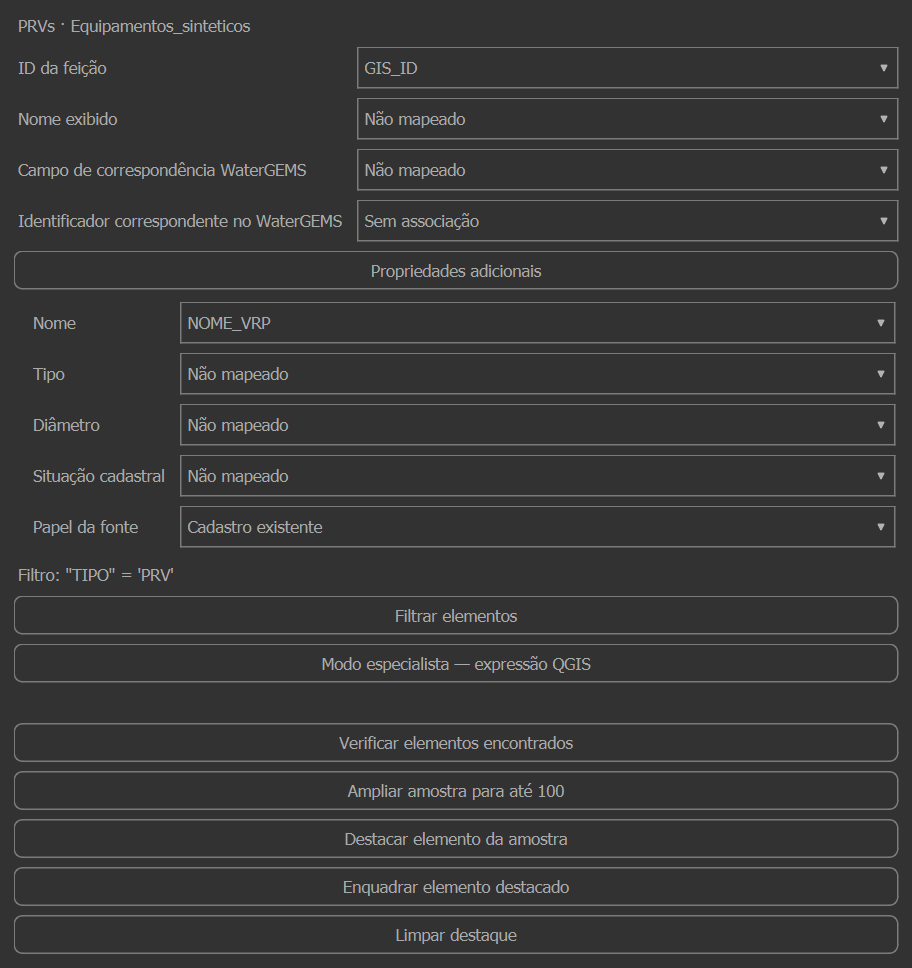 PRVs · Equipamentos_sinteticos
ID da feição GIS_ID
Nome exibido Não mapeado
Campo de correspondência WaterGEMS Não mapeado
Identificador correspondente no WaterGEMS Sem associação
Propriedades adicionais
Nome NOME_VRP
Tipo Não mapeado
Diâmetro Não mapeado
Situação cadastral Não mapeado
Papel da fonte Cadastro existente
Filtro: "TIPO" = 'PRV'
Filtrar elementos
Modo especialista — expressão QGIS
Verificar elementos encontrados
Ampliar amostra para até 100
Destacar elemento da amostra
Enquadrar elemento destacado
Limpar destaque